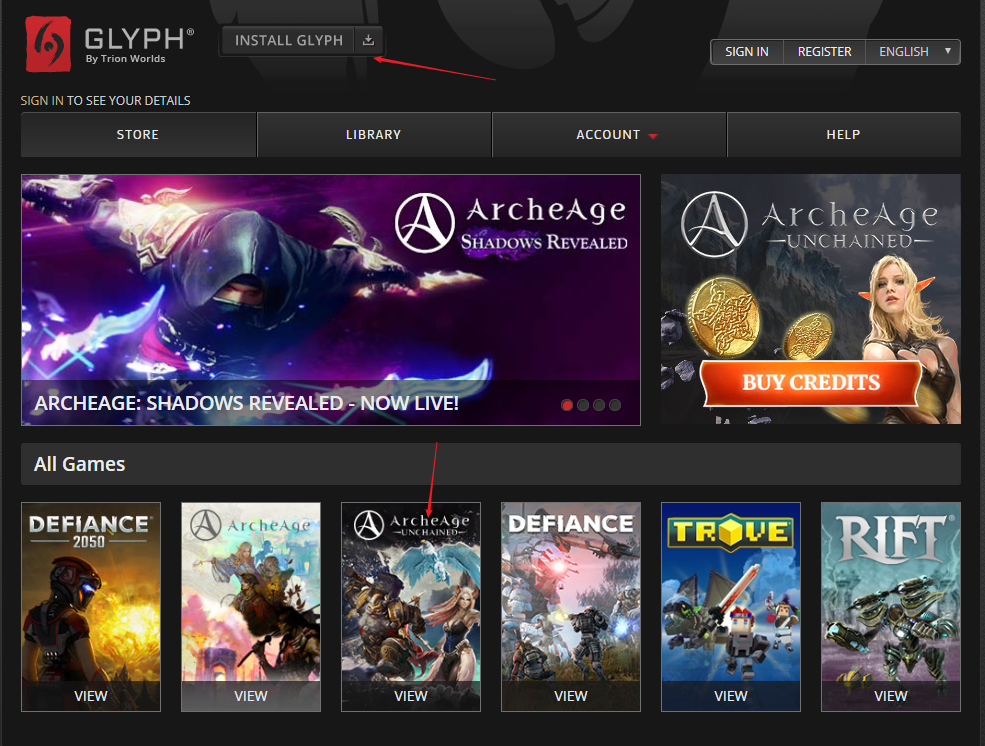 GLYPH®
By Trion Worlds
INSTALL GLYPH
SIGN IN
REGISTER
ENGLISH
SIGN IN TO SEE YOUR DETAILS
STORE
LIBRARY
ACCOUNT
HELP
ArcheAge
SHADOWS REVEALED
ARCHEAGE: SHADOWS REVEALED - NOW LIVE!
ArcheAge
UNCHAINED
BUY CREDITS
All Games
DEFIANCE
2050
VIEW
ArcheAge
VIEW
ArcheAge
UNCHAINED
VIEW
DEFIANCE
VIEW
TROVE
VIEW
RIFT
VIEW